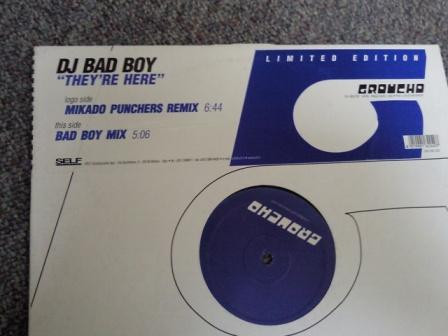 DJ BAD BOY
"THEY'RE HERE"
logo side
MIKADO PUNCHERS REMIX 6:44
this side
BAD BOY MIX 5:06
SELF
LIMITED EDITION
GROUCHO
GROUCHO